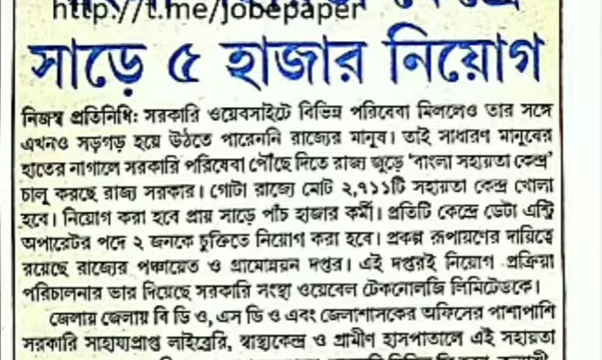 http://t.me/jobepaper
সাড়ে ৫ হাজার নিয়োগ
নিজস্ব প্রতিনিধি: সরকারি ওয়েবসাইটে বিভিন্ন পরিষেবা মিললেও তার সঙ্গে
এখনও সড়গড় হয়ে উঠতে পারেননি রাজ্যের মানুষ। তাই সাধারণ মানুষের
হাতের নাগালে সরকারি পরিষেবা পৌঁছে দিতে রাজ্য জুড়ে 'বাংলা সহায়তা কেন্দ্র'
চালু করছে রাজ্য সরকার। গোটা রাজ্যে মোট ২,৭১১টি সহায়তা কেন্দ্র খোলা
হবে। নিয়োগ করা হবে প্রায় সাড়ে পাঁচ হাজার কর্মী। প্রতিটি কেন্দ্রে ডেটা এন্ট্রি
অপারেটর পদে ২ জনকে চুক্তিতে নিয়োগ করা হবে। প্রকল্প রূপায়ণের দায়িত্বে
রয়েছে রাজ্যের পঞ্চায়েত ও গ্রামোন্নয়ন দপ্তর। এই দপ্তরই নিয়োগ প্রক্রিয়া
পরিচালনার ভার দিয়েছে সরকারি সংস্থা ওয়েবেল টেকনোলজি লিমিটেডকে।
জেলায় জেলায় বি ডি ও, এস ডি ও এবং জেলাশাসকের অফিসের পাশাপাশি
সরকারি সাহায্যপ্রাপ্ত লাইব্রেরি, স্বাস্থ্যকেন্দ্র ও গ্রামীণ হাসপাতালে এই সহায়তা